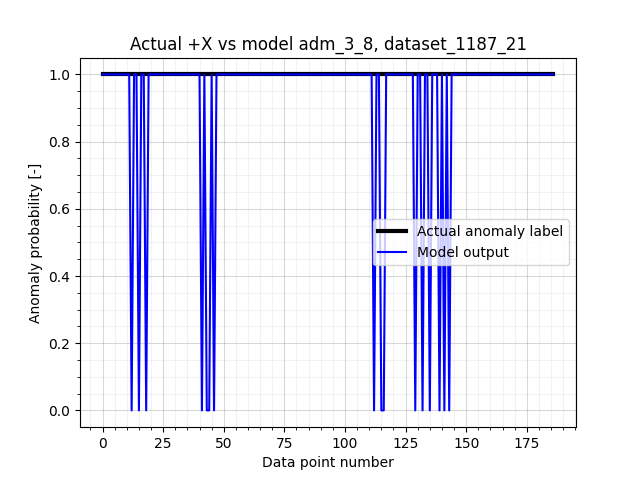 Actual +X vs model adm_3_8, dataset_1187_21
Anomaly probability [-]
1.0
0.8
0.6
0.4
0.2
0.0
Actual anomaly label
Model output
0 25 50 75 100 125 150 175
Data point number